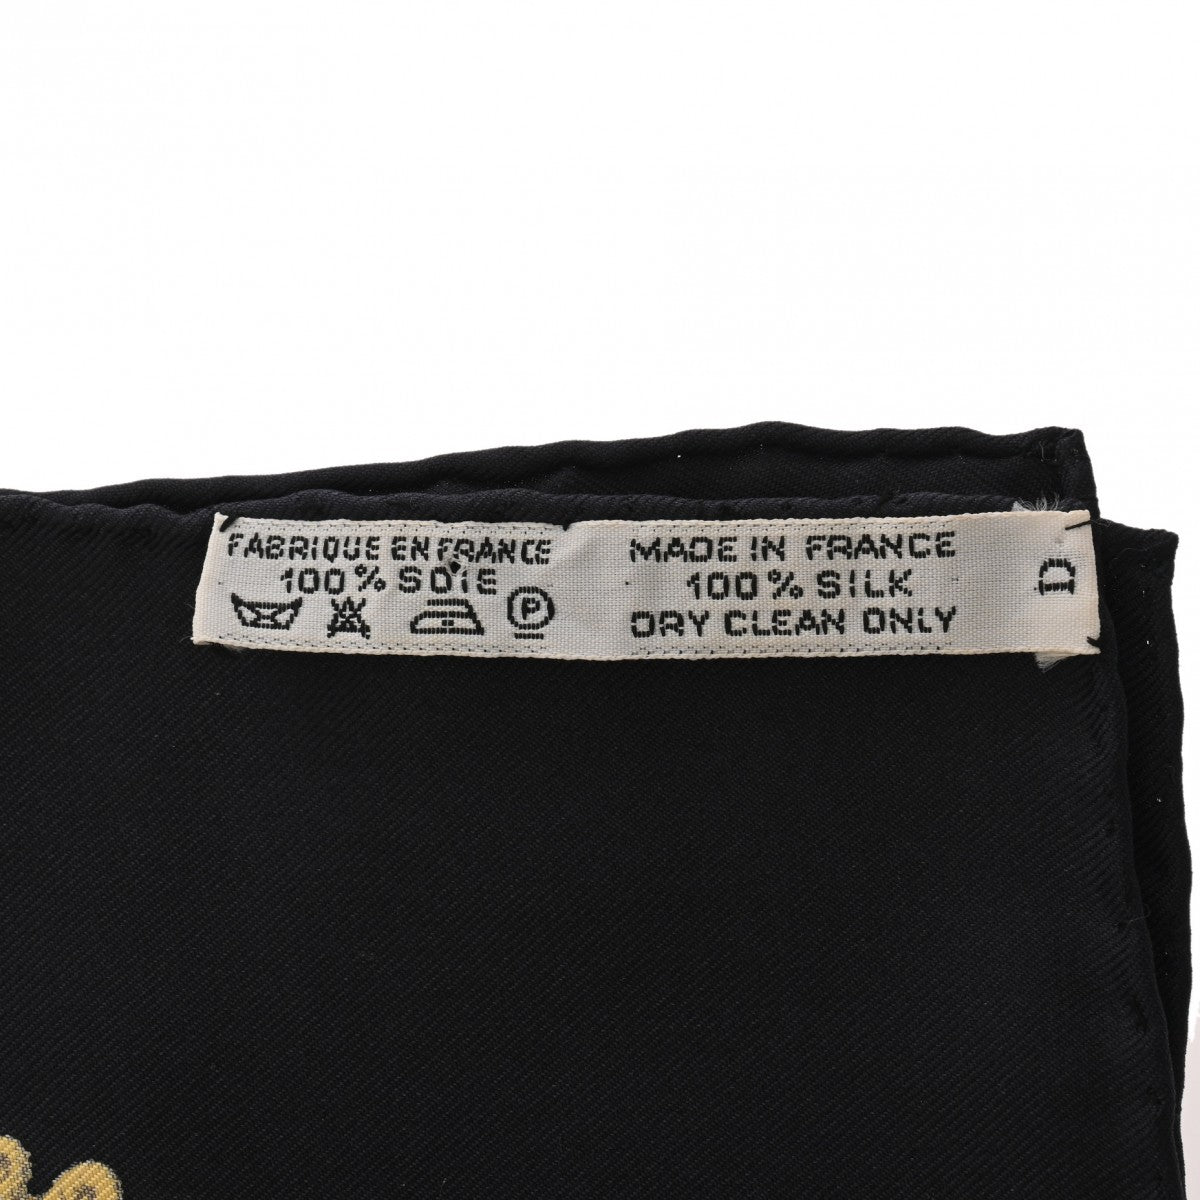 FABRIQUE EN FRANCE
100% SOIE
P
MADE IN FRANCE
100% SILK
DRY CLEAN ONLY
D